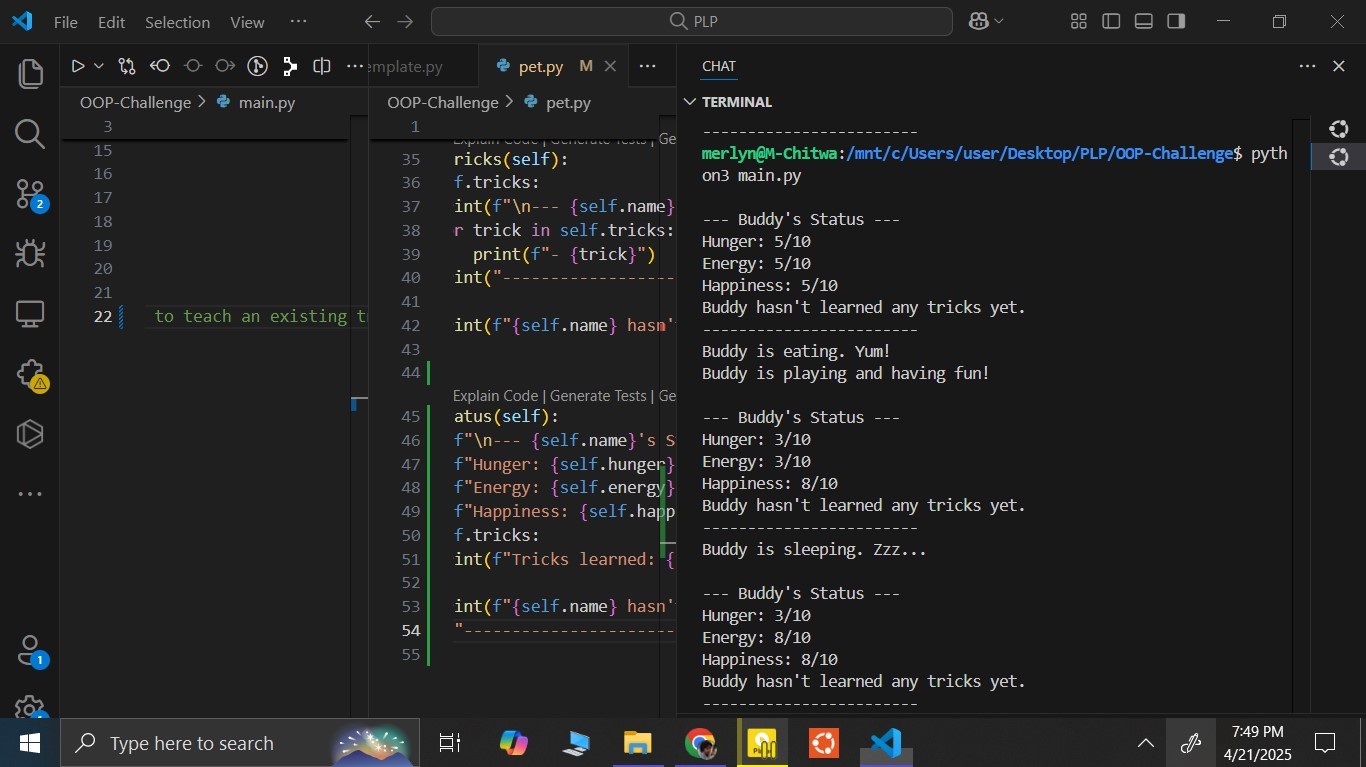 File Edit Selection View ··· PLP
emplate.py pet.py M ···
OOP-Challenge > main.py
3
15
16
17
18
19
20
21
22 to teach an existing t
OOP-Challenge > pet.py
1
Explain Code | Generate Tests | Ge
35 ricks(self):
36 f.tricks:
37 int(f"\n--- {self.name}
38 r trick in self.tricks:
39 print(f"- {trick}")
40 int("-------------------
41
42 int(f"{self.name} hasn'
43
44
Explain Code | Generate Tests | Ge
45 atus(self):
46 f"\n--- {self.name}'s S
47 f"Hunger: {self.hunger}
48 f"Energy: {self.energy}
49 f"Happiness: {self.happ
50 f.tricks:
51 int(f"Tricks learned: {
52
53 int(f"{self.name} hasn'
54 "-----------------------
55
CHAT
TERMINAL
------------------------
merlyn@M-Chitwa:/mnt/c/Users/user/Desktop/PLP/OOP-Challenge$ pyth
on3 main.py
--- Buddy's Status ---
Hunger: 5/10
Energy: 5/10
Happiness: 5/10
Buddy hasn't learned any tricks yet.
------------------------
Buddy is eating. Yum!
Buddy is playing and having fun!
--- Buddy's Status ---
Hunger: 3/10
Energy: 3/10
Happiness: 8/10
Buddy hasn't learned any tricks yet.
------------------------
Buddy is sleeping. Zzz...
--- Buddy's Status ---
Hunger: 3/10
Energy: 8/10
Happiness: 8/10
Buddy hasn't learned any tricks yet.
------------------------
2
1
Type here to search
7:49 PM
4/21/2025